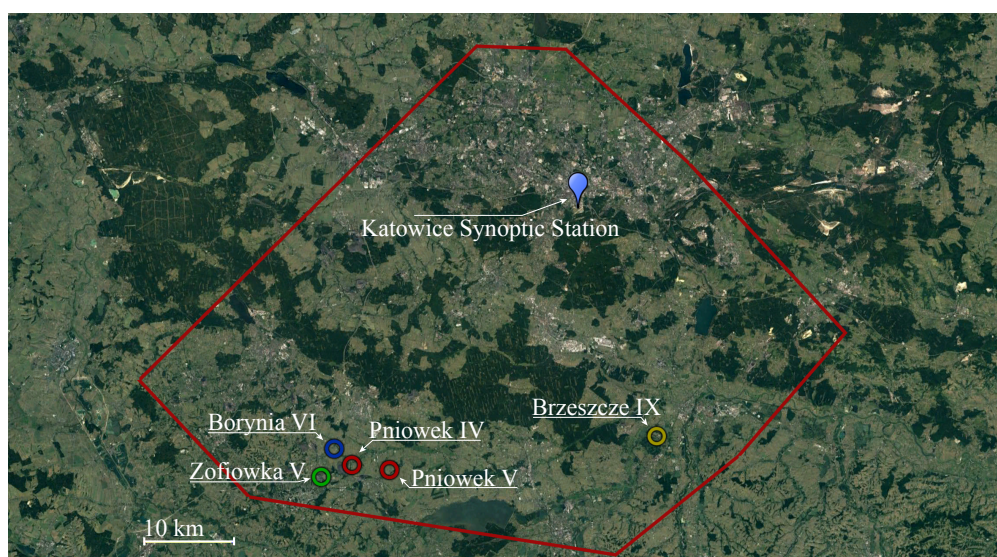 Katowice Synoptic Station
Borynia VI
Pniowek IV
Brzeszcze IX
Zofiowka V
Pniowek V
10 km